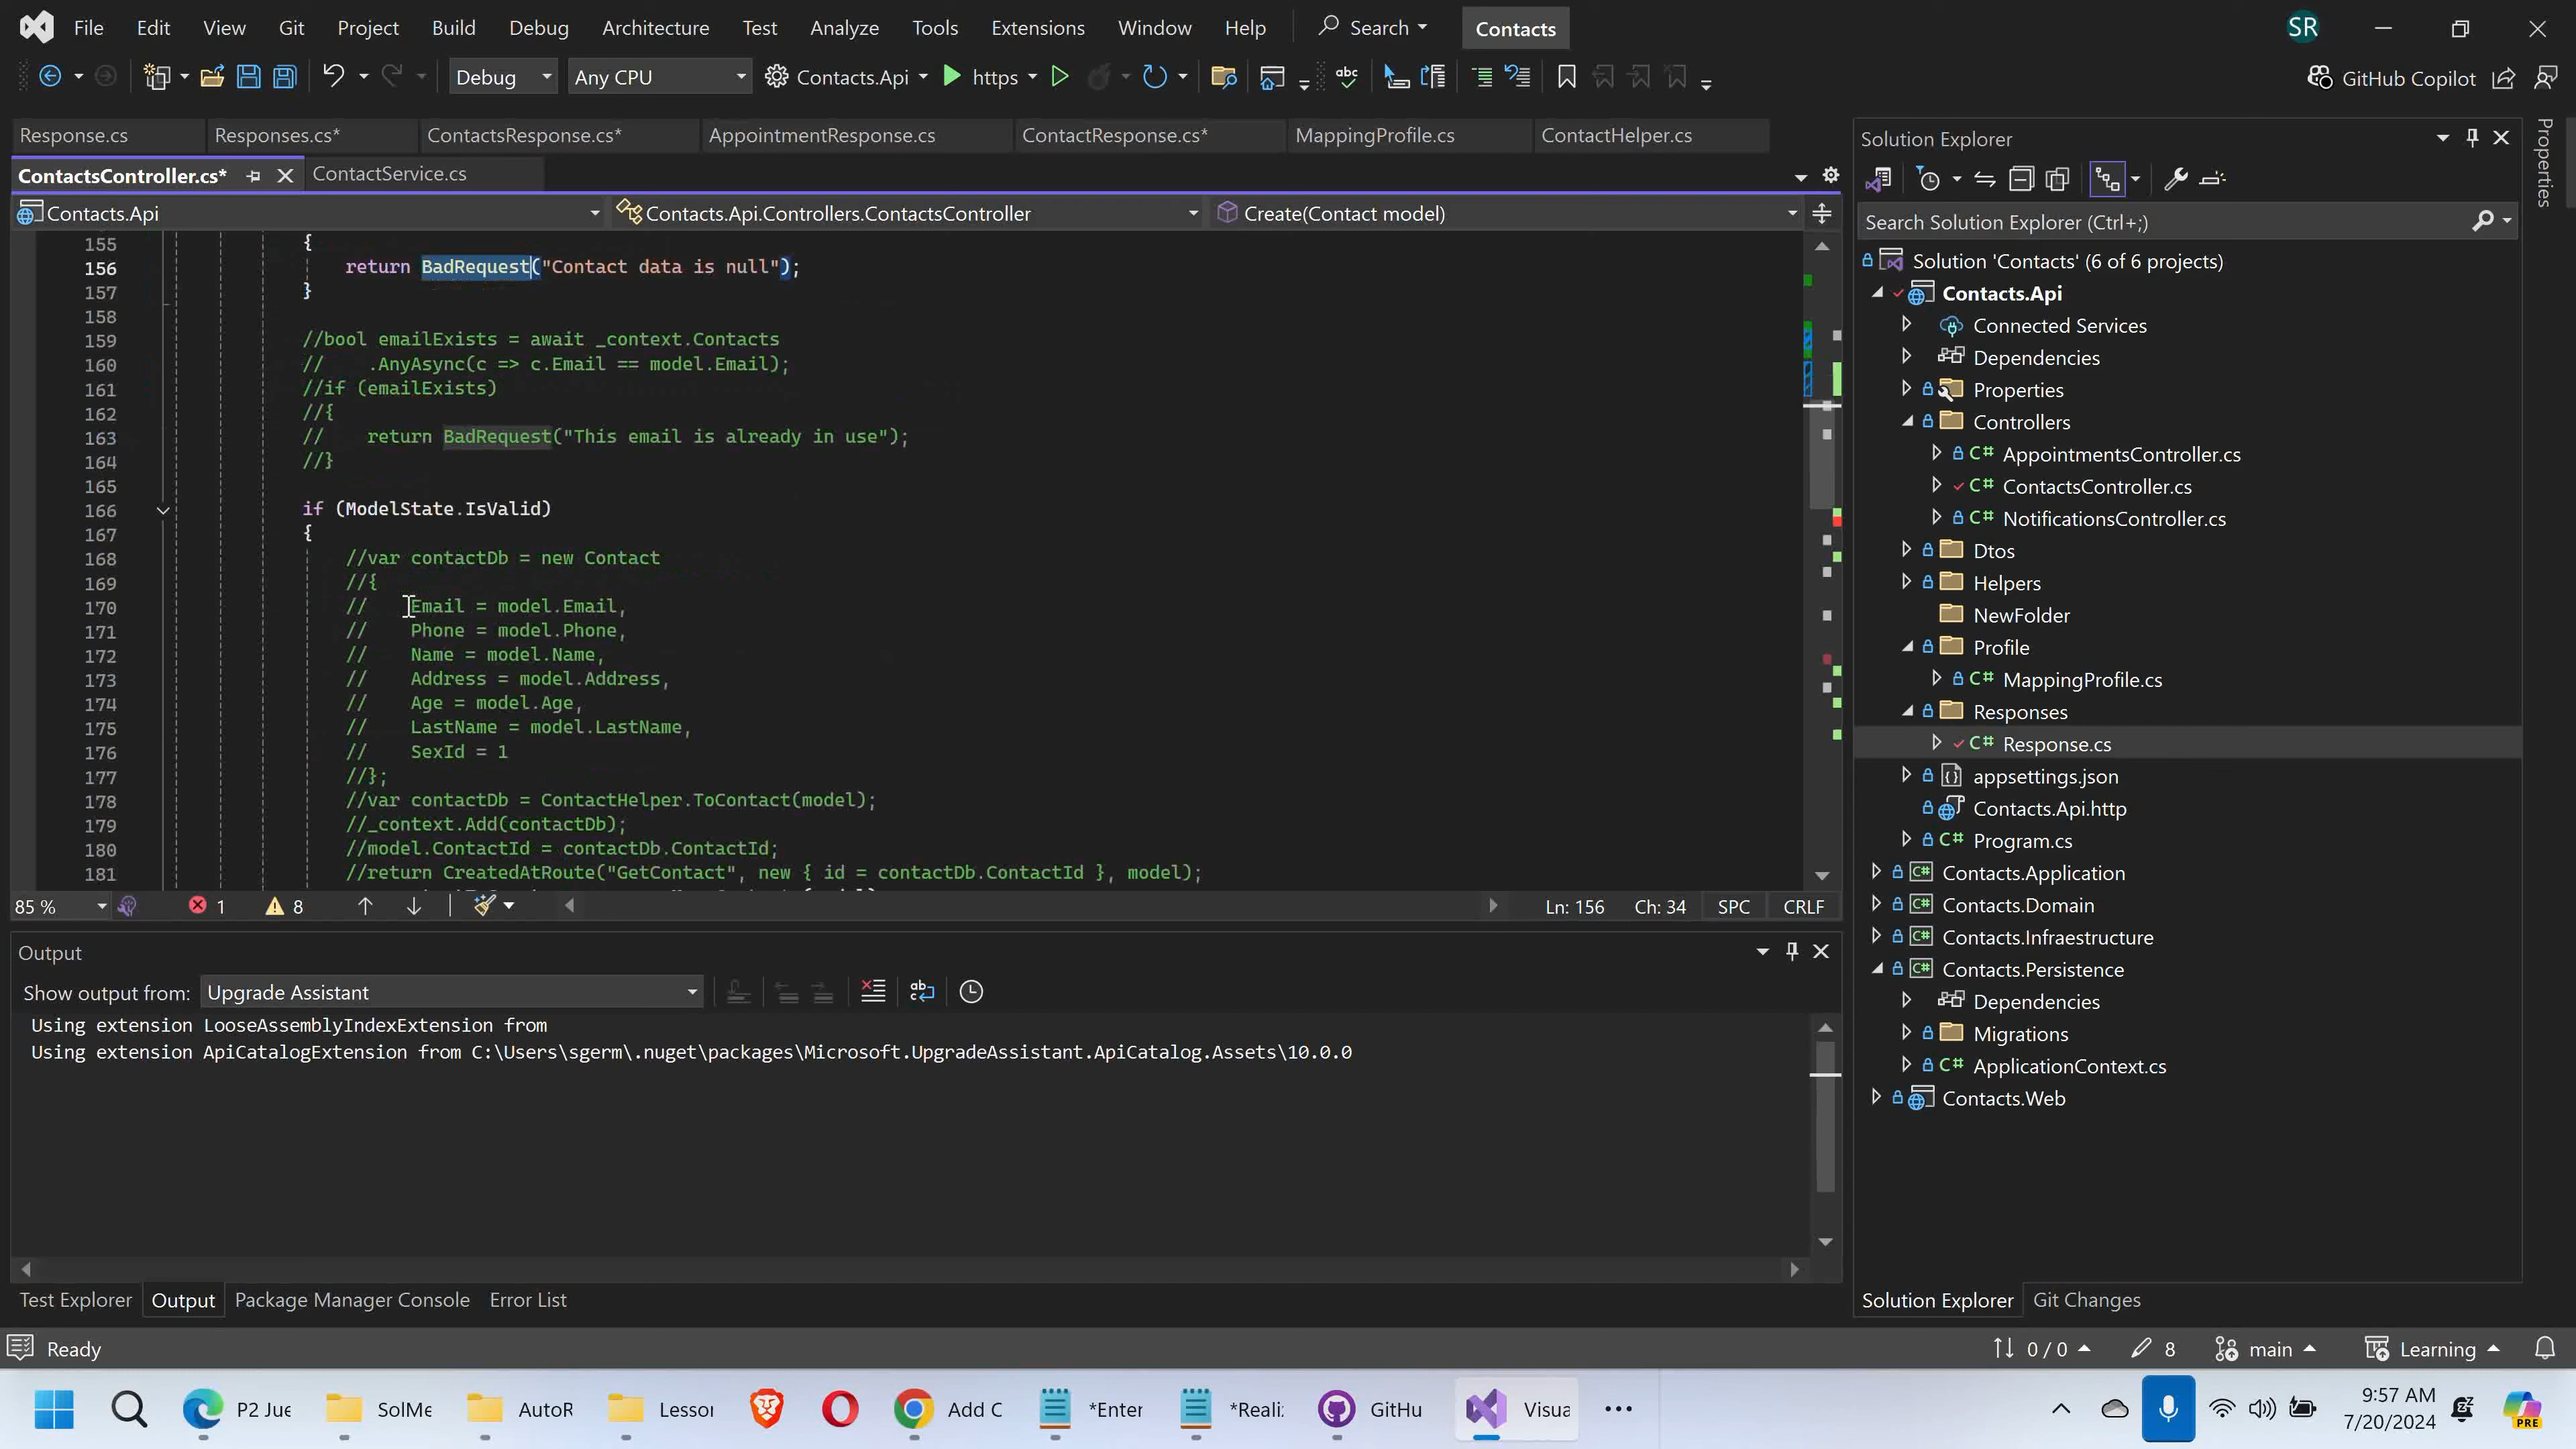 File Edit View Git Project Build Debug Architecture Test Analyze Tools Extensions Window Help Search Contacts SR
Debug Any CPU Contacts.Api https GitHub Copilot
Response.cs Responses.cs* ContactsResponse.cs* AppointmentResponse.cs ContactResponse.cs* MappingProfile.cs ContactHelper.cs
ContactsController.cs* ContactService.cs
Contacts.Api Contacts.Api.Controllers.ContactsController Create(Contact model)
155 {
156 return BadRequest("Contact data is null");
157 }
158
159 //bool emailExists = await _context.Contacts
160 // .AnyAsync(c => c.Email == model.Email);
161 //if (emailExists)
162 //{
163 // return BadRequest("This email is already in use");
164 //}
165
166 if (ModelState.IsValid)
167 {
168 //var contactDb = new Contact
169 //{
170 // Email = model.Email,
171 // Phone = model.Phone,
172 // Name = model.Name,
173 // Address = model.Address,
174 // Age = model.Age,
175 // LastName = model.LastName,
176 // SexId = 1
177 //};
178 //var contactDb = ContactHelper.ToContact(model);
179 //_context.Add(contactDb);
180 //model.ContactId = contactDb.ContactId;
181 //return CreatedAtRoute("GetContact", new { id = contactDb.ContactId }, model);
85 % 1 8 Ln: 156 Ch: 34 SPC CRLF
Output
Show output from: Upgrade Assistant
Using extension LooseAssemblyIndexExtension from
Using extension ApiCatalogExtension from C:\Users\sgerm\.nuget\packages\Microsoft.UpgradeAssistant.ApiCatalog.Assets\10.0.0
Test Explorer Output Package Manager Console Error List
Solution Explorer
Search Solution Explorer (Ctrl+;)
Solution 'Contacts' (6 of 6 projects)
Contacts.Api
Connected Services
Dependencies
Properties
Controllers
C# AppointmentsController.cs
C# ContactsController.cs
C# NotificationsController.cs
Dtos
Helpers
NewFolder
Profile
C# MappingProfile.cs
Responses
C# Response.cs
appsettings.json
Contacts.Api.http
C# Program.cs
C# Contacts.Application
C# Contacts.Domain
C# Contacts.Infraestructure
C# Contacts.Persistence
Dependencies
Migrations
C# ApplicationContext.cs
Contacts.Web
Solution Explorer Git Changes
Properties
Ready 0 / 0 8 main Learning
P2 Jue SolMe AutoR Lessor Add C *Enter *Reali: GitHu Visua
9:57 AM
7/20/2024
PRE